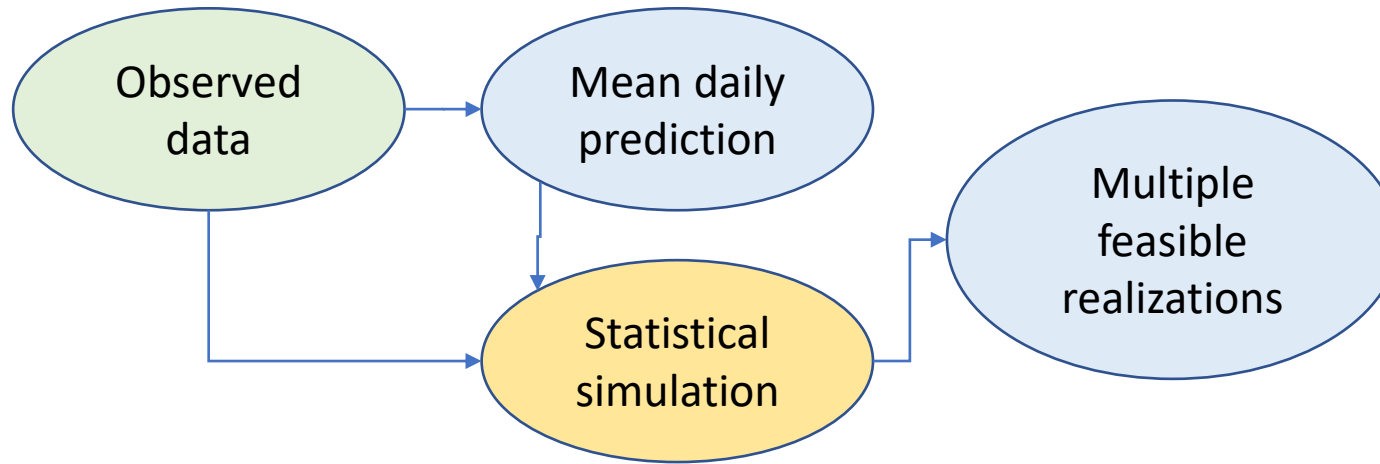 Observed
data
Mean daily
prediction
Multiple
feasible
realizations
Statistical
simulation